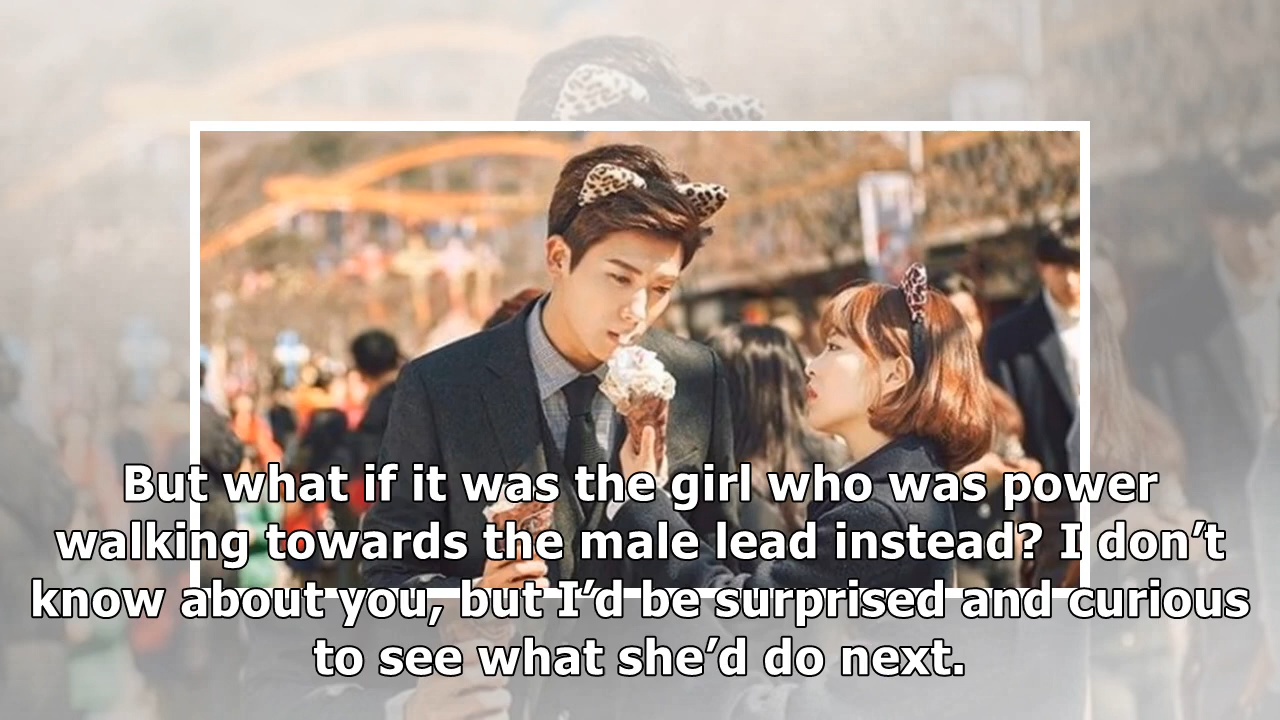 But what if it was the girl who was power
walking towards the male lead instead? I don’t
know about you, but I’d be surprised and curious
to see what she’d do next.